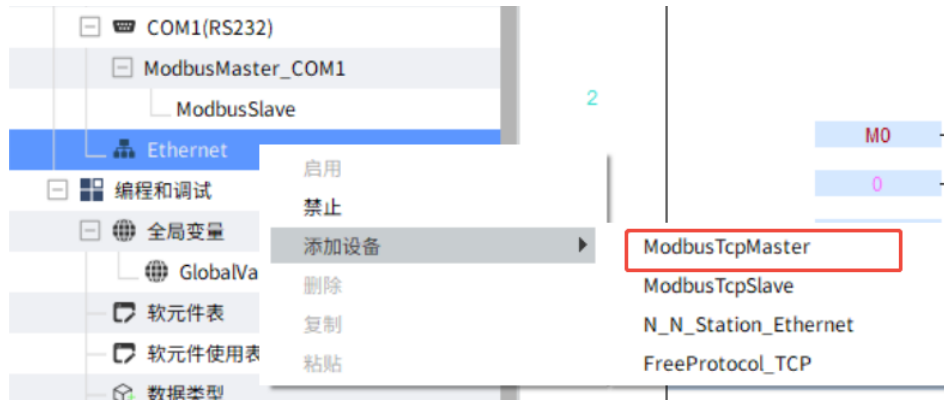 COM1(RS232)
ModbusMaster_COM1
ModbusSlave
Ethernet
编程和调试
全局变量
GlobalVa
软元件表
软元件使用表
数据类型
启用
禁止
添加设备
删除
复制
粘贴
ModbusTcpMaster
ModbusTcpSlave
N_N_Station_Ethernet
FreeProtocol_TCP
2
M0
0